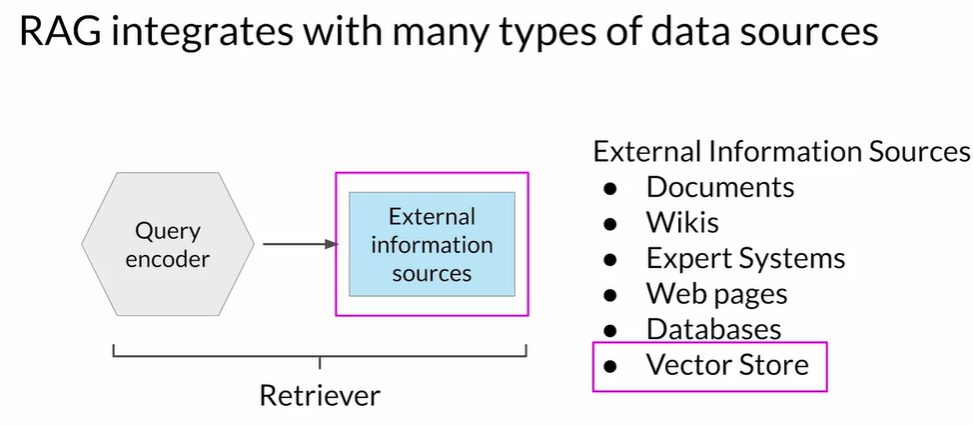 RAG integrates with many types of data sources
Query
encoder
External
information
sources
Retriever
External Information Sources
● Documents
● Wikis
● Expert Systems
● Web pages
● Databases
● Vector Store